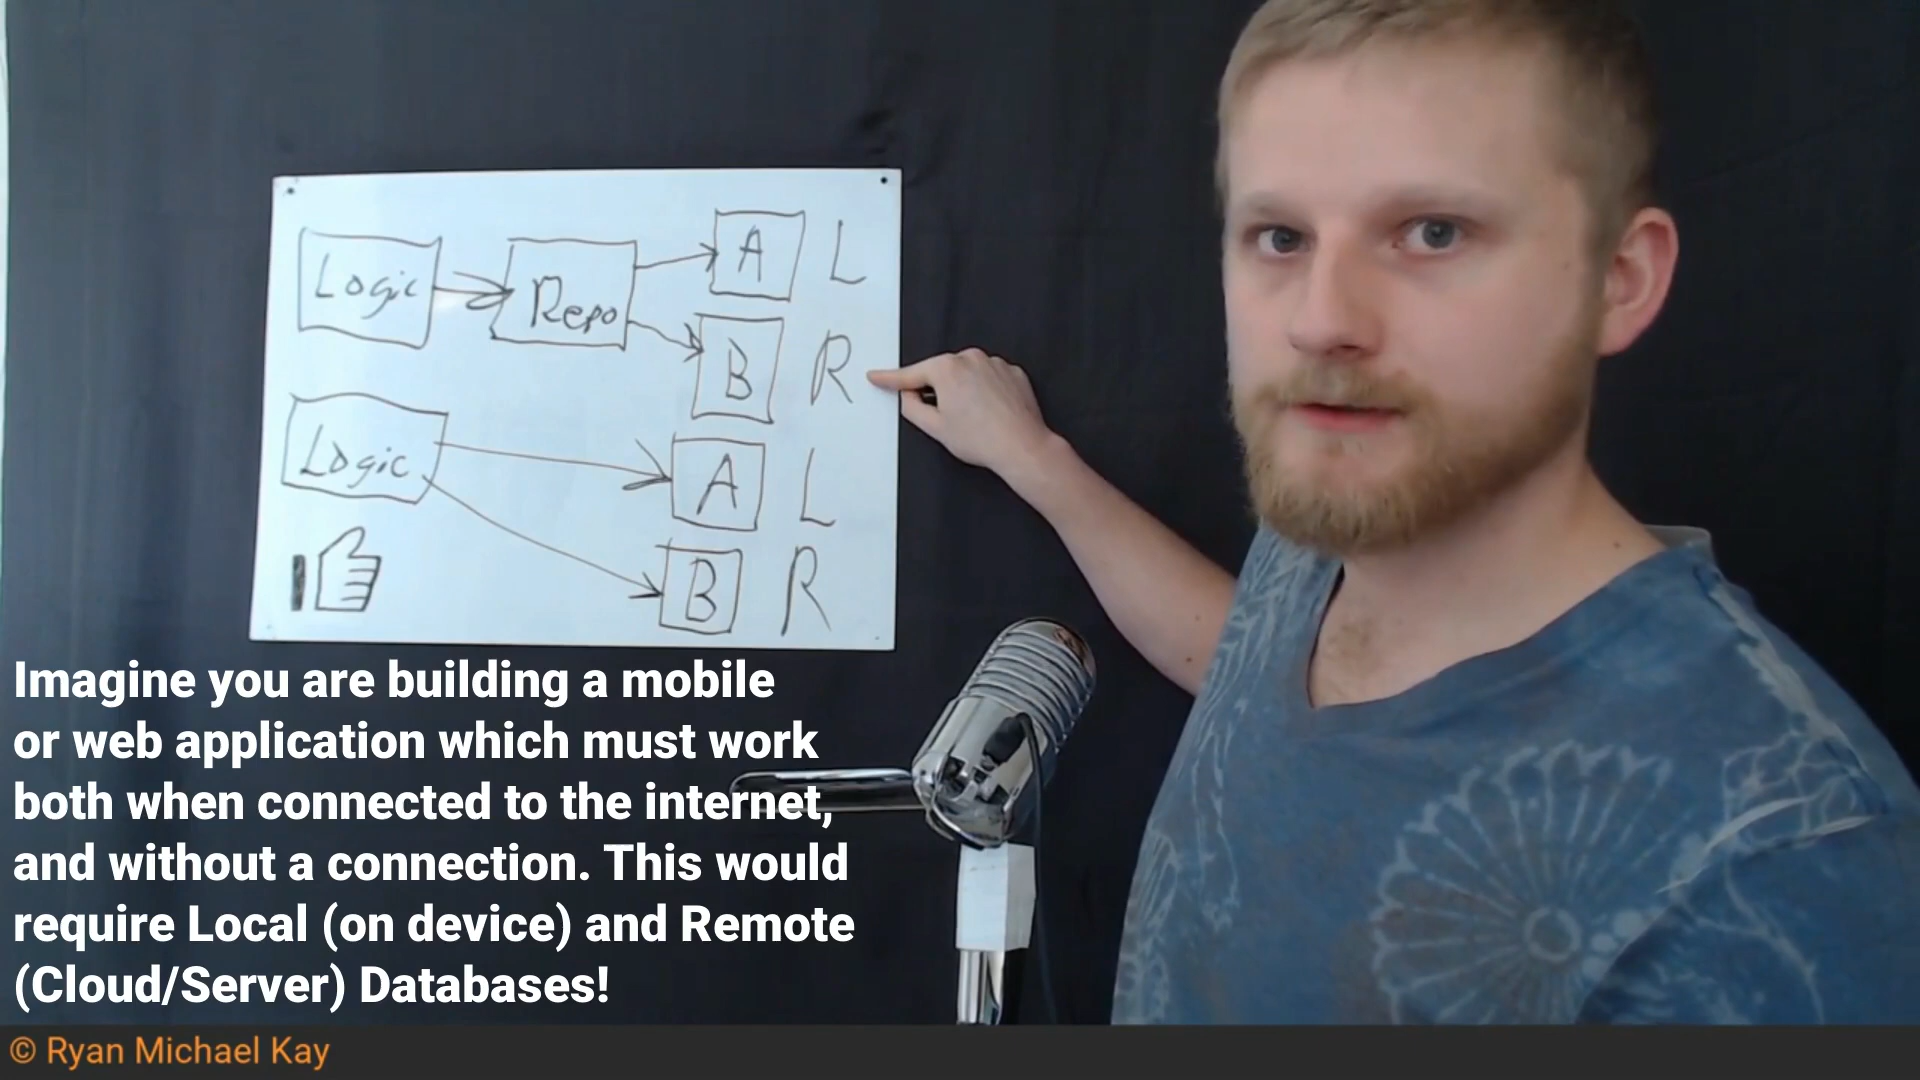 A L
Logic Repo
B R
Logic A L
B R
Imagine you are building a mobile
or web application which must work
both when connected to the internet,
and without a connection. This would
require Local (on device) and Remote
(Cloud/Server) Databases!
© Ryan Michael Kay